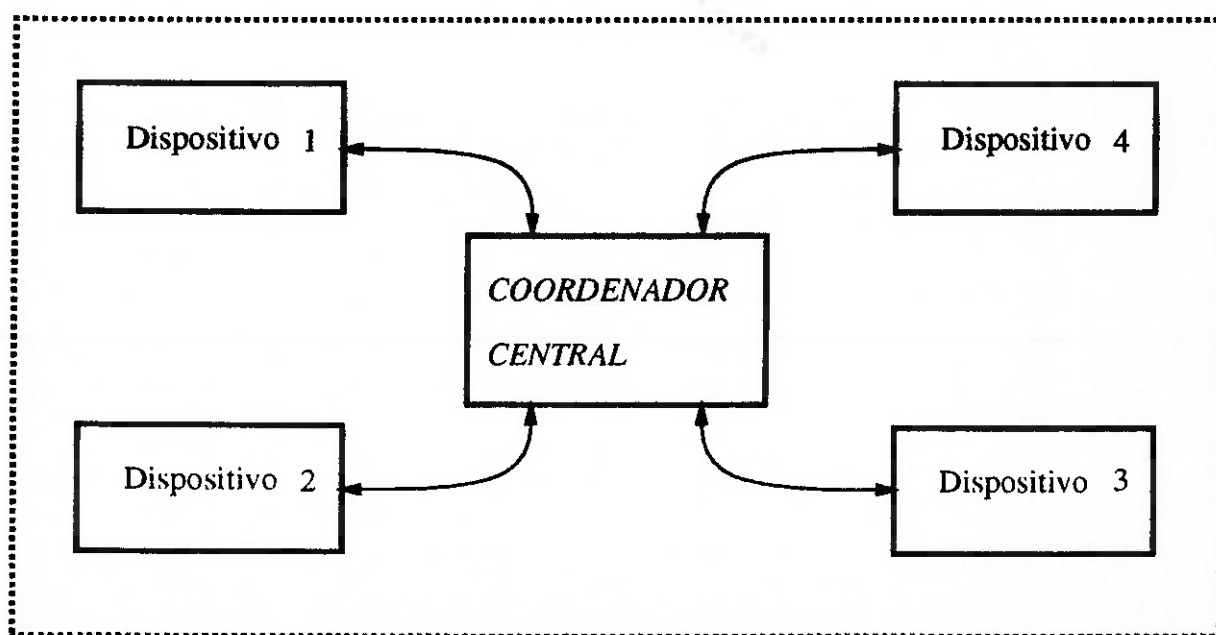 Dispositivo 1
Dispositivo 4
COORDENADOR
CENTRAL
Dispositivo 2
Dispositivo 3